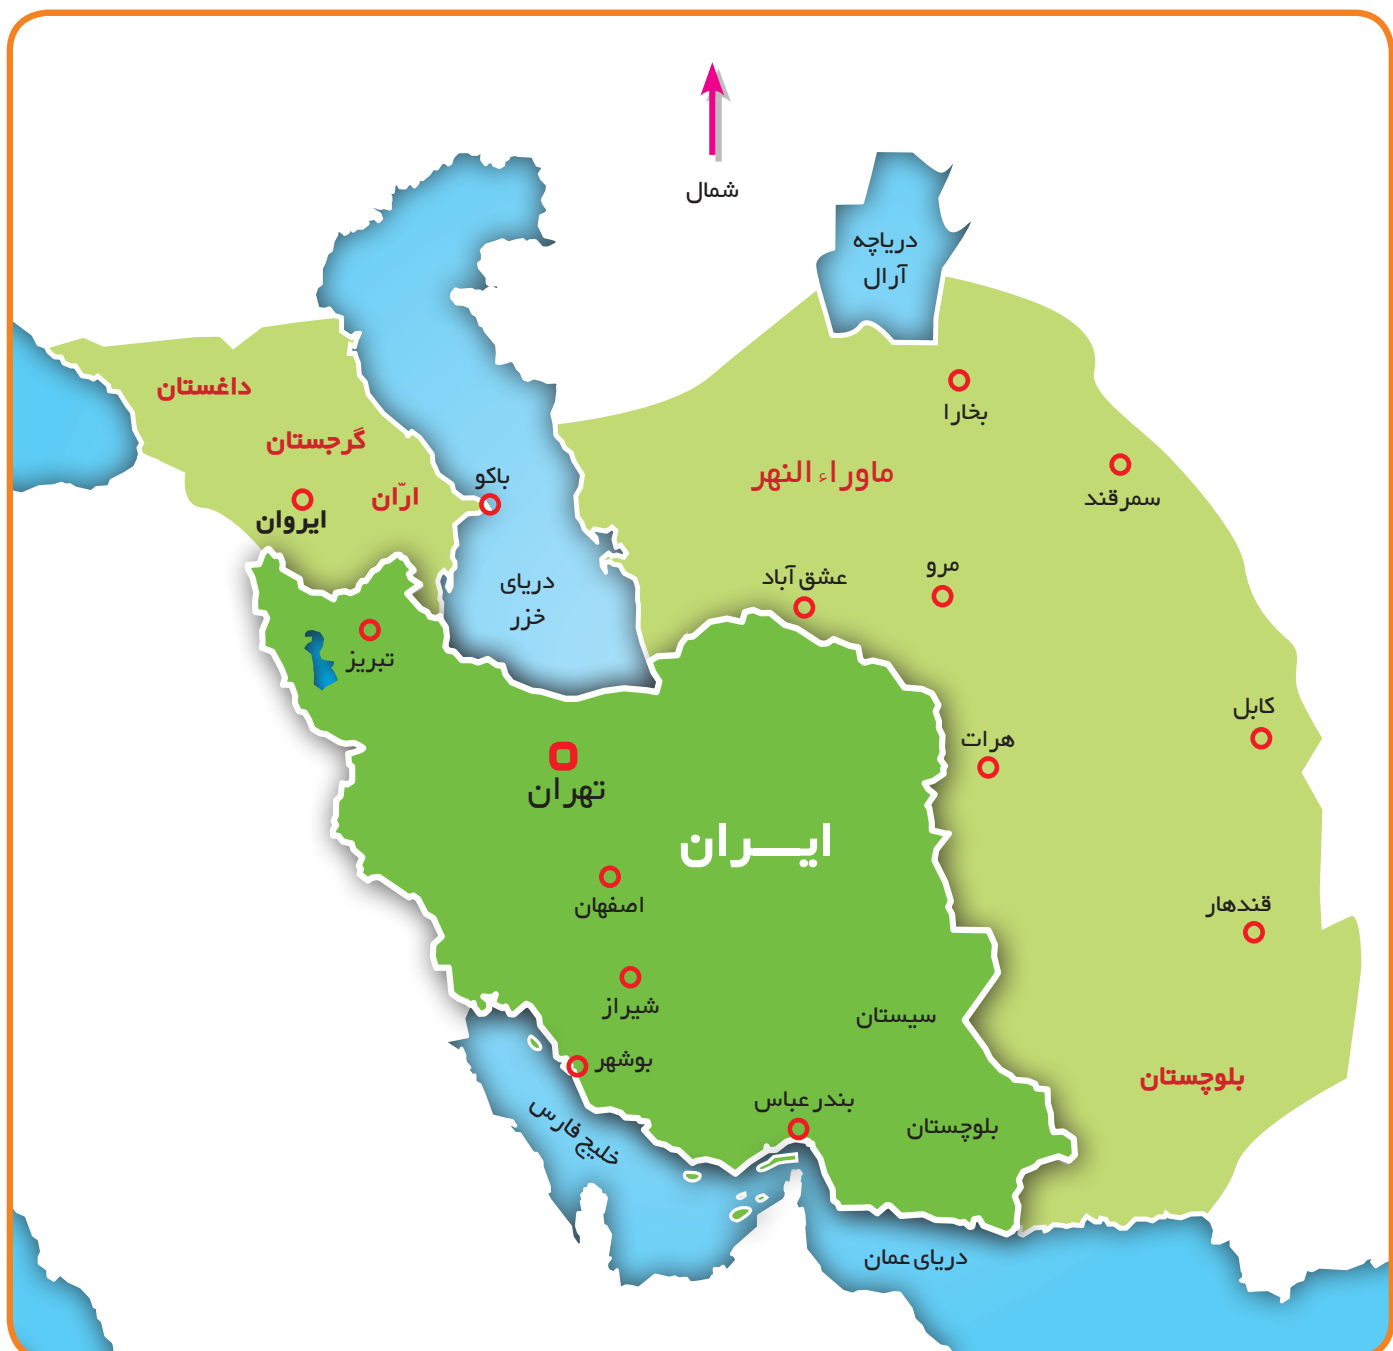 شمال
دریاچه
آرال
داغستان
بخارا
گرجستان
ماوراء النهر
سمرقند
باکو
ارّان
ایروان
مرو
عشق آباد
دریای
خزر
تبریز
کابل
هرات
تهران
ایــران
اصفهان
قندهار
شیراز
سیستان
بوشهر
بلوچستان
بندر عباس
خلیج فارس
بلوچستان
دریای عمان